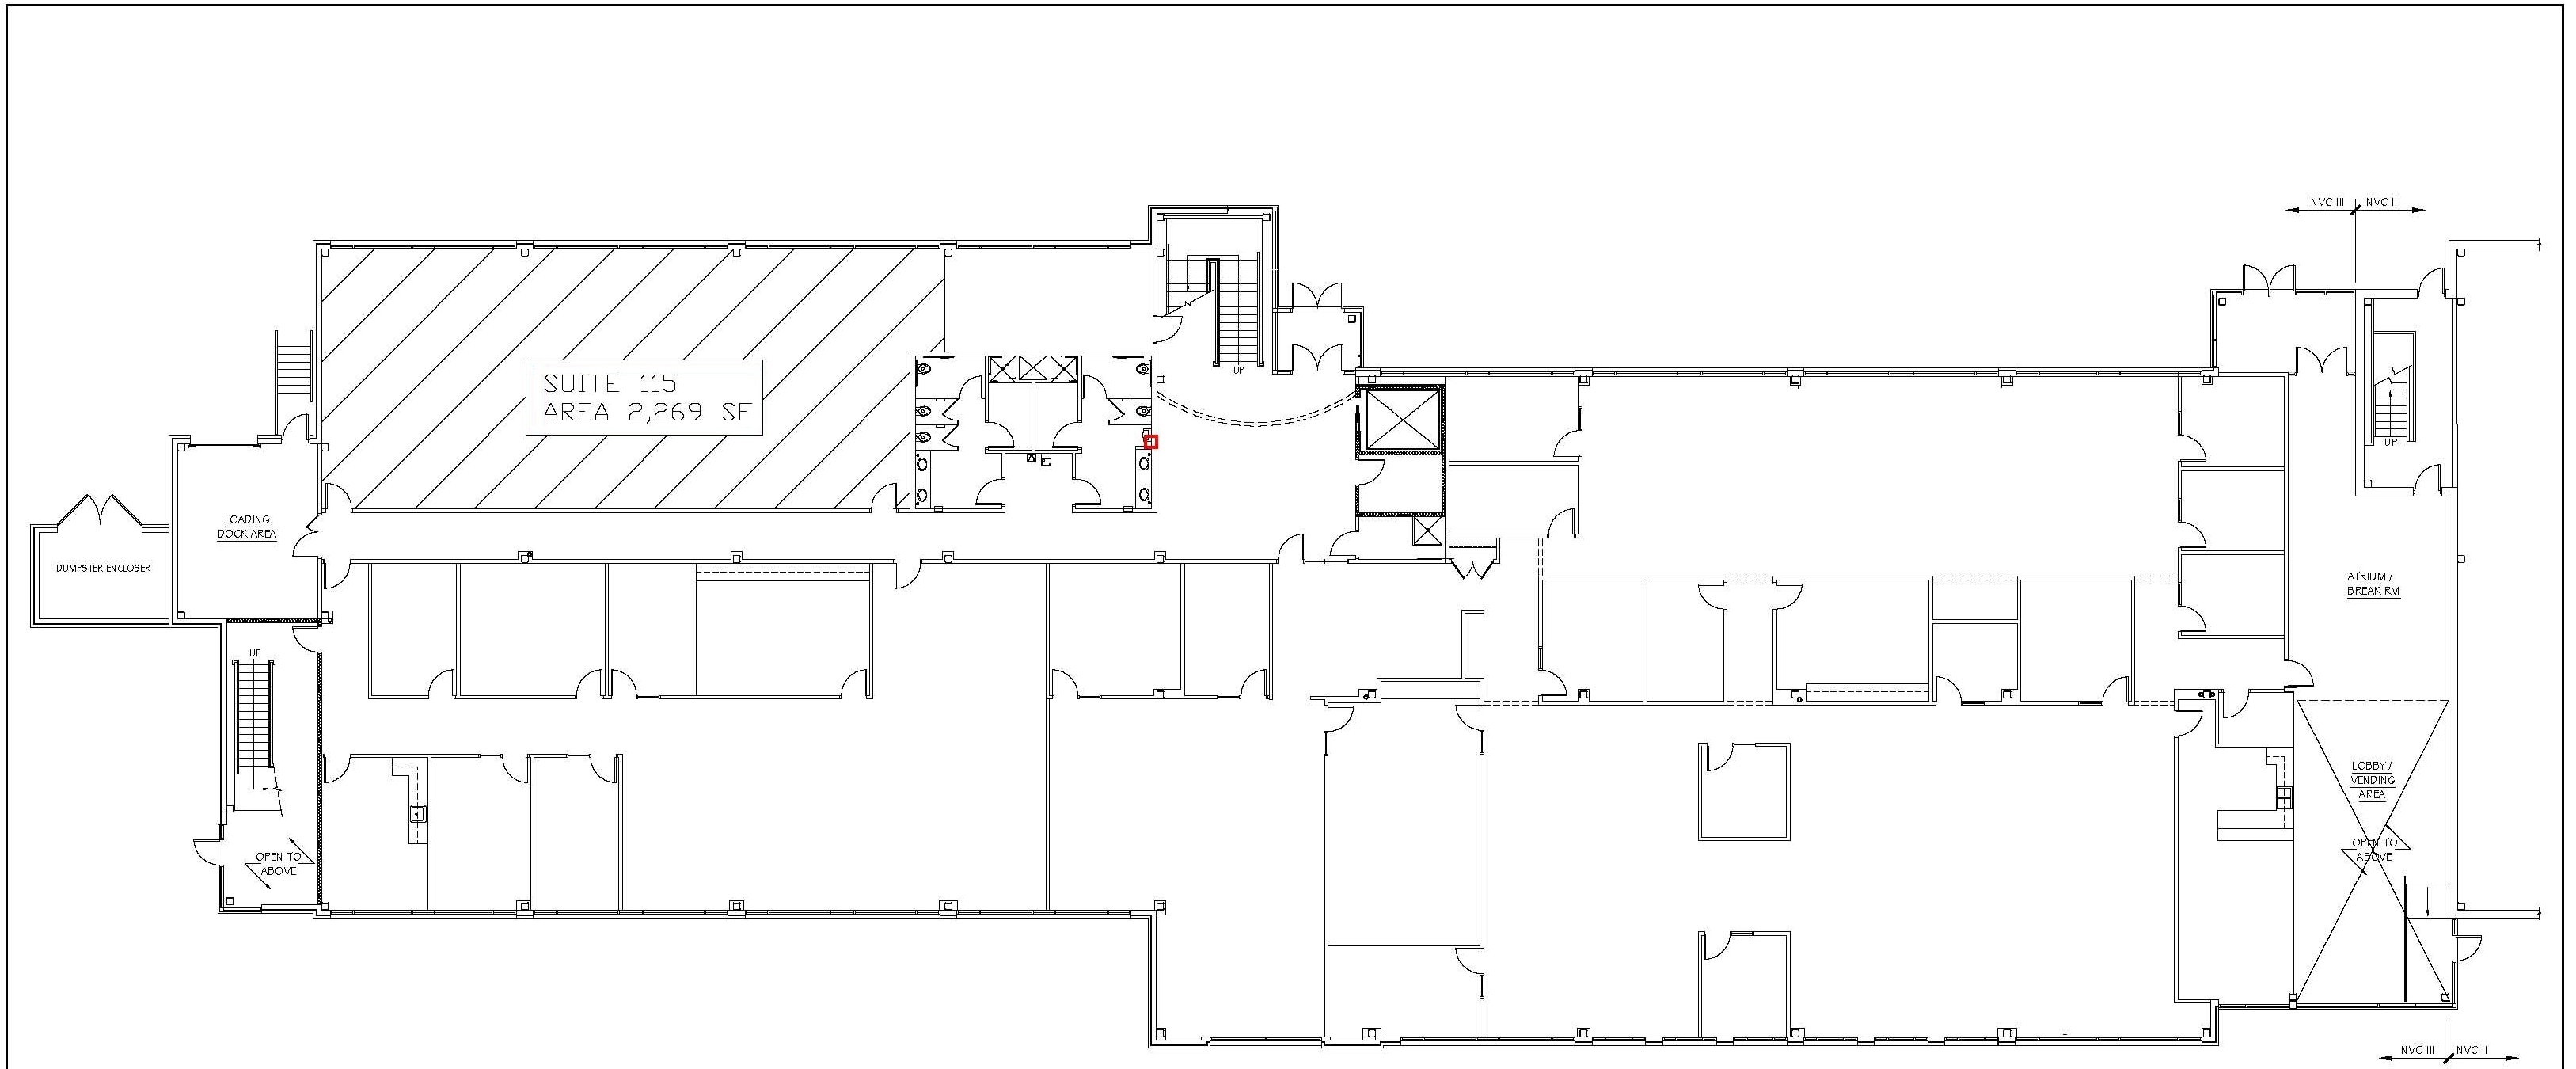 NVC III
NVC II
UP
SUITE 115
AREA 2,269 SF
UP
LOADING
DOCK AREA
DUMPSTER ENCLOSER
ATRIUM /
BREAK RM
UP
LOBBY /
VENDING
AREA
OPEN TO
ABOVE
OPEN TO
ABOVE
NVC III
NVC II